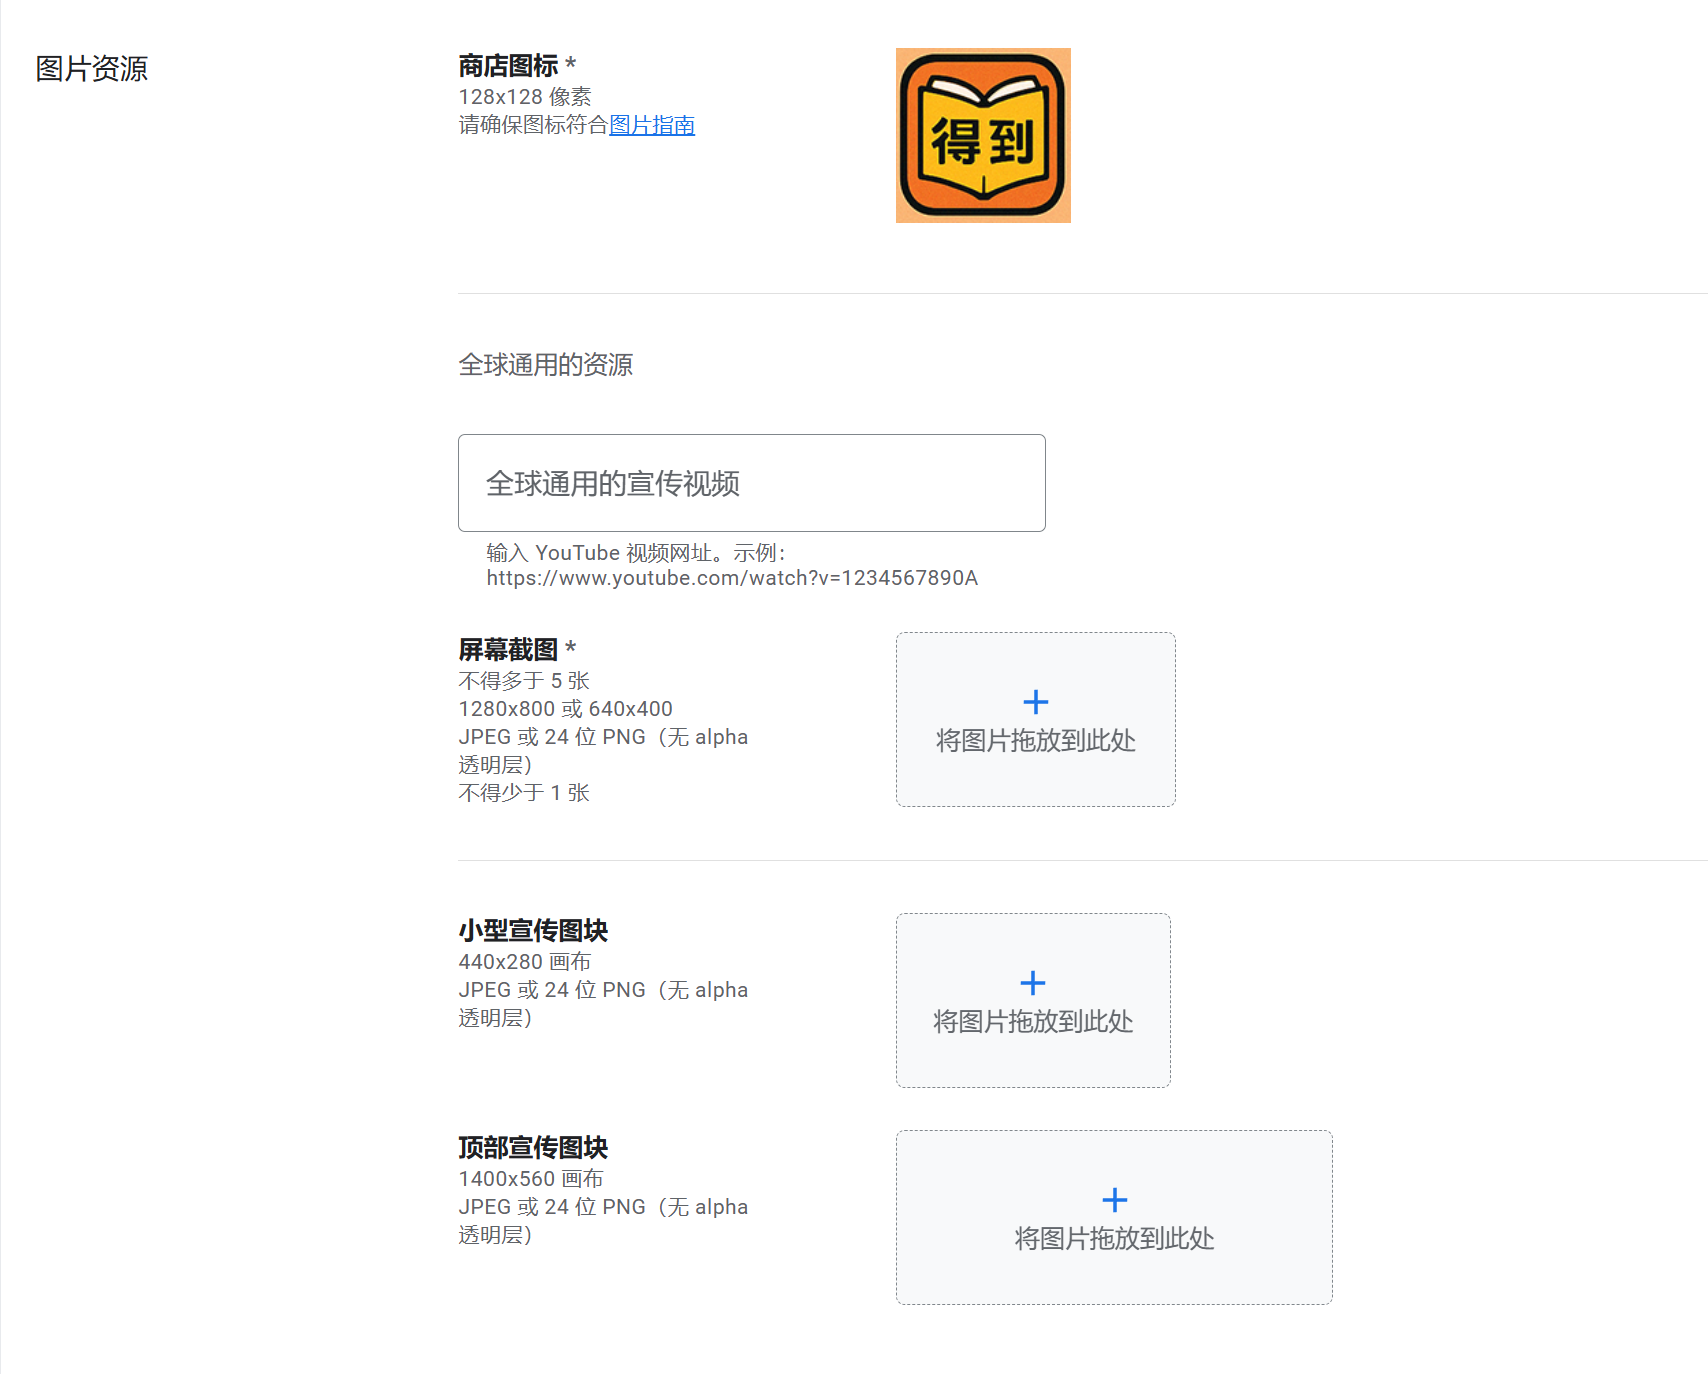 图片资源
商店图标 *
128x128 像素
请确保图标符合图片指南
得到
全球通用的资源
全球通用的宣传视频
输入 YouTube 视频网址。示例：
https://www.youtube.com/watch?v=1234567890A
屏幕截图 *
不得多于 5 张
1280x800 或 640x400
JPEG 或 24 位 PNG（无 alpha
透明层）
不得少于 1 张
将图片拖放到此处
小型宣传图块
440x280 画布
JPEG 或 24 位 PNG（无 alpha
透明层）
将图片拖放到此处
顶部宣传图块
1400x560 画布
JPEG 或 24 位 PNG（无 alpha
透明层）
将图片拖放到此处